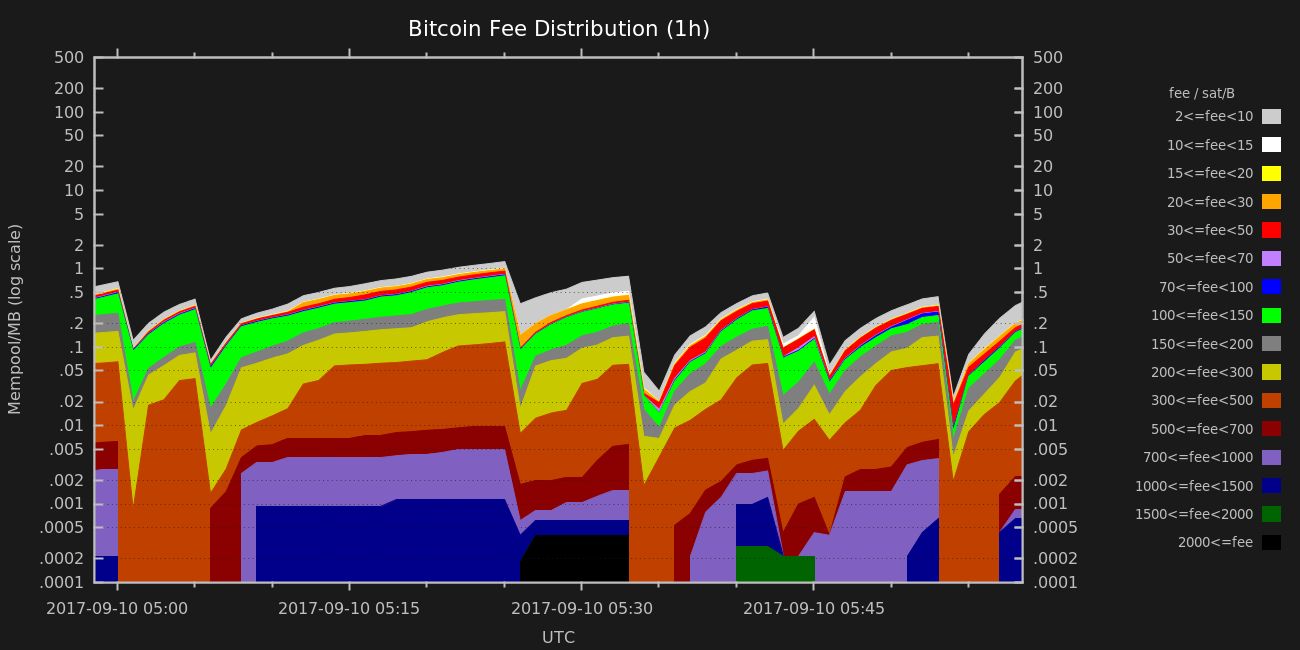 Bitcoin Fee Distribution (1h)
500
200
100
50
20
10
5
2
1
.5
.2
.1
.05
.02
.01
.005
.002
.001
.0005
.0002
.0001
Mempool/MB (log scale)
500
200
100
50
20
10
5
2
1
.5
.2
.1
.05
.02
.01
.005
.002
.001
.0005
.0002
.0001
2017-09-10 05:00
2017-09-10 05:15
2017-09-10 05:30
2017-09-10 05:45
UTC
fee / sat/B
2<=fee<10
10<=fee<15
15<=fee<20
20<=fee<30
30<=fee<50
50<=fee<70
70<=fee<100
100<=fee<150
150<=fee<200
200<=fee<300
300<=fee<500
500<=fee<700
700<=fee<1000
1000<=fee<1500
1500<=fee<2000
2000<=fee